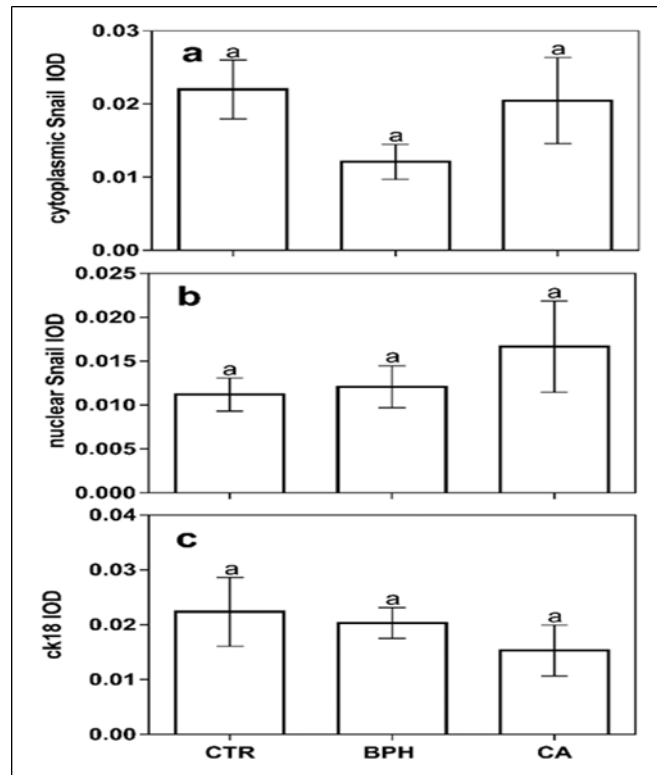 cytoplasmic Snail IOD
0.03
0.02
0.01
0.00
a
a
a
a
nuclear Snail IOD
0.025
0.020
0.015
0.010
0.005
0.000
b
a
a
a
ck18 IOD
0.04
0.03
0.02
0.01
0.00
c
a
a
a
CTR BPH CA